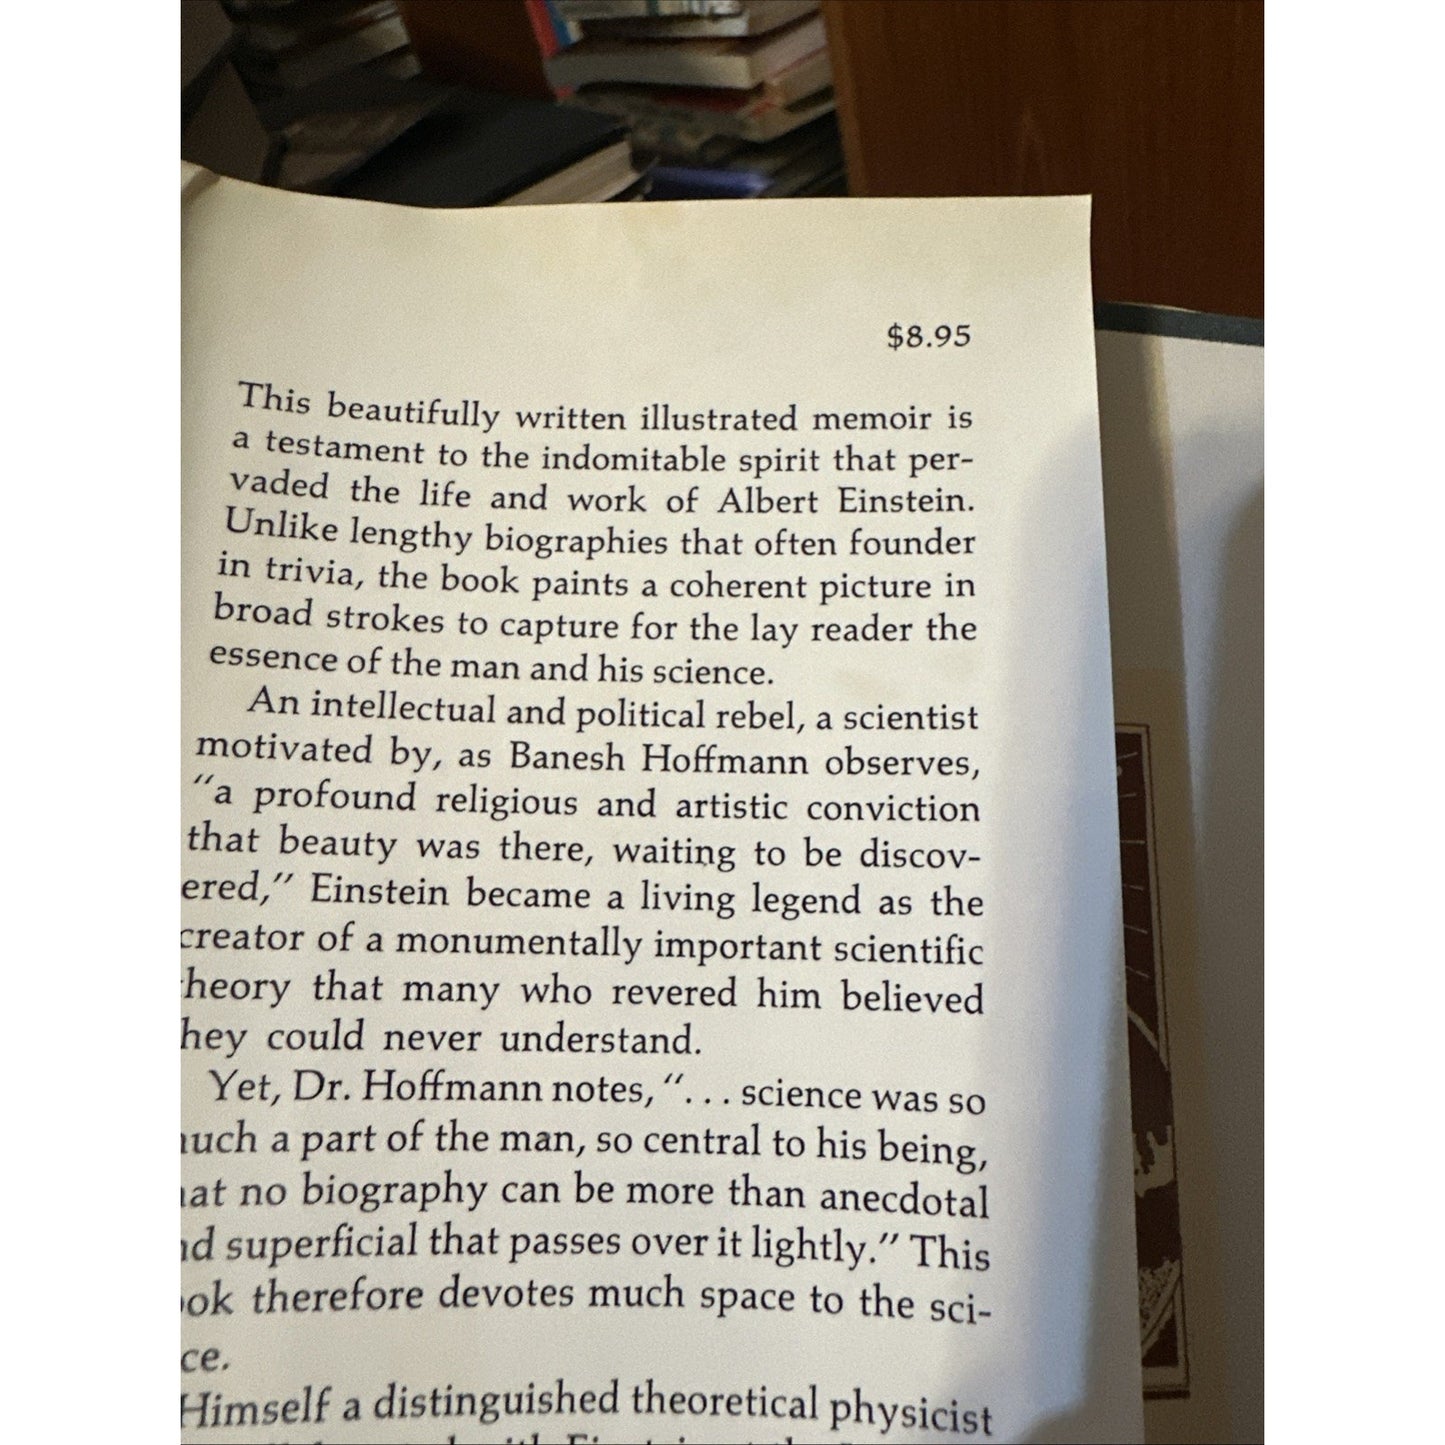 $8.95
This beautifully written illustrated memoir is
a testament to the indomitable spirit that per-
vaded the life and work of Albert Einstein.
Unlike lengthy biographies that often founder
in trivia, the book paints a coherent picture in
broad strokes to capture for the lay reader the
essence of the man and his science.
An intellectual and political rebel, a scientist
motivated by, as Banesh Hoffmann observes,
"a profound religious and artistic conviction
that beauty was there, waiting to be discov-
ered," Einstein became a living legend as the
creator of a monumentally important scientific
heory that many who revered him believed
hey could never understand.
Yet, Dr. Hoffmann notes, ". . . science was so
uch a part of the man, so central to his being,
at no biography can be more than anecdotal
d superficial that passes over it lightly." This
ok therefore devotes much space to the sci-
ce.
Himself a distinguished theoretical physicist